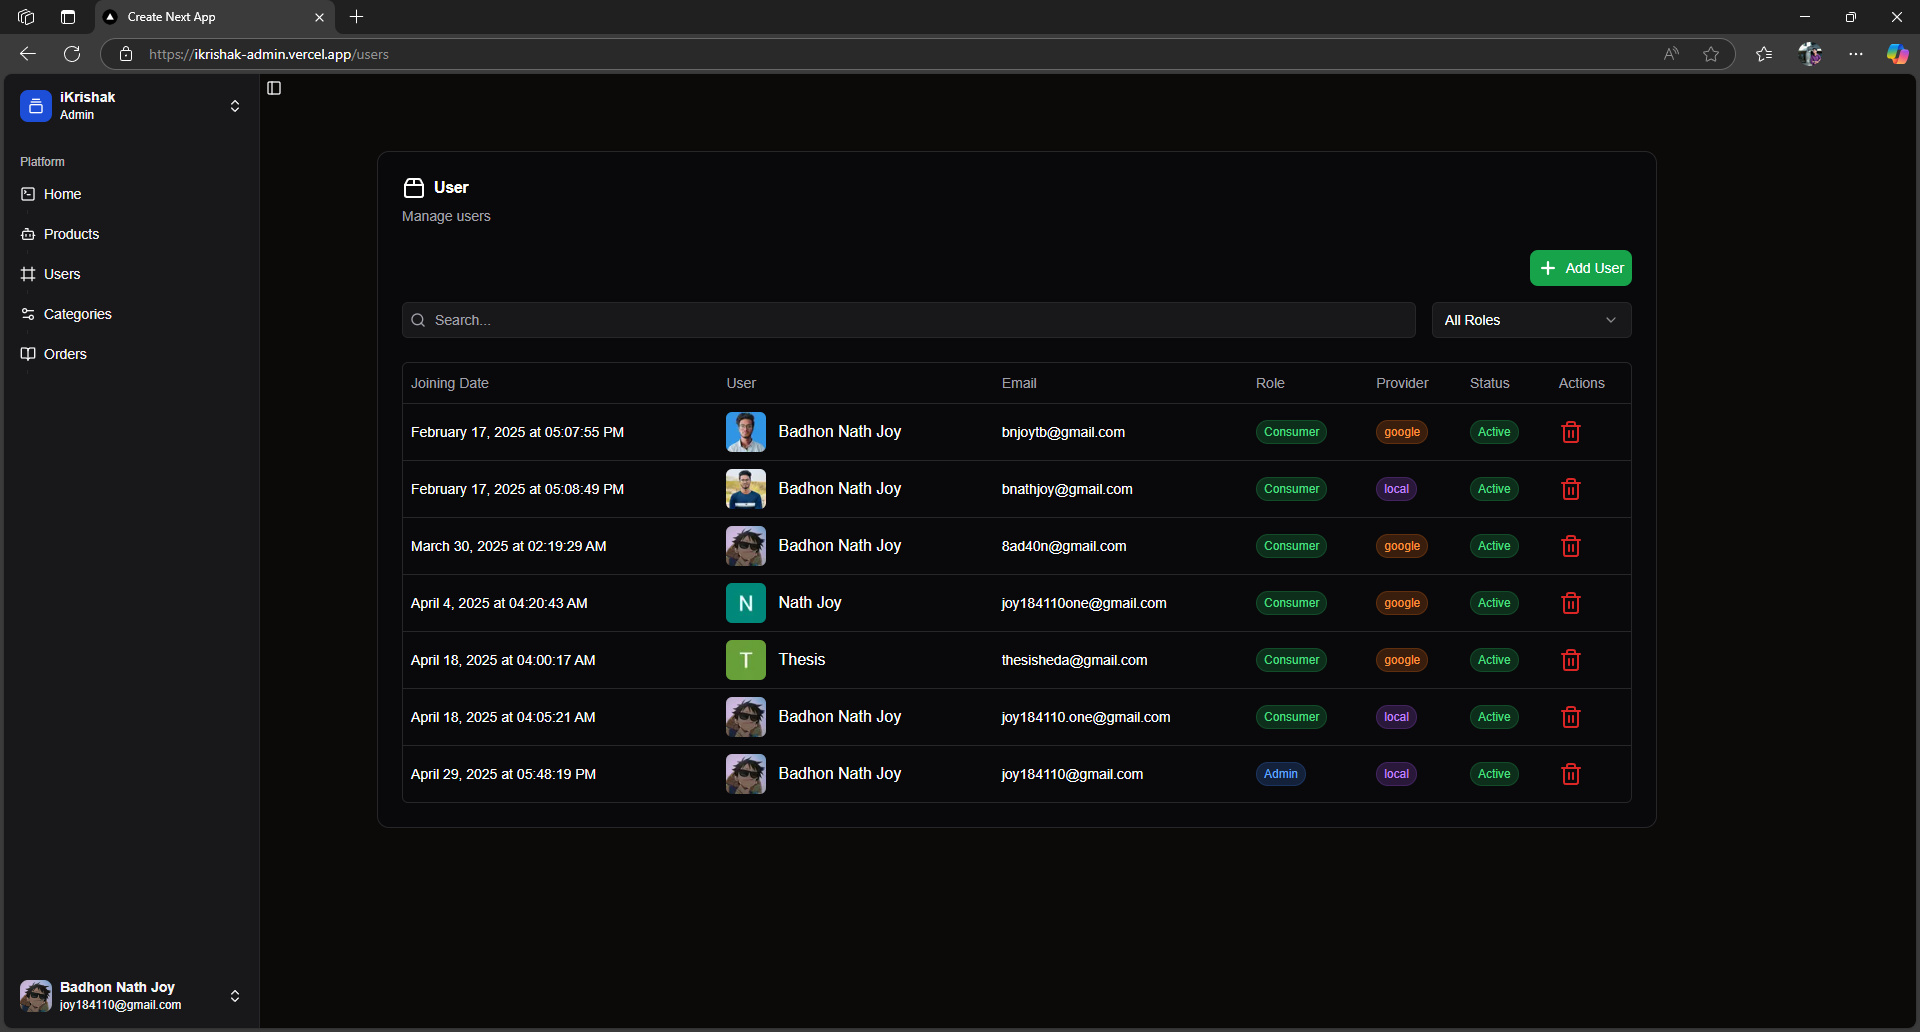 Create Next App
https://ikrishak-admin.vercel.app/users
iKrishak
Admin
Platform
Home
Products
Users
Categories
Orders
User
Manage users
Add User
Search...
All Roles
Joining Date User Email Role Provider Status Actions
February 17, 2025 at 05:07:55 PM Badhon Nath Joy bnjoytb@gmail.com Consumer google Active
February 17, 2025 at 05:08:49 PM Badhon Nath Joy bnathjoy@gmail.com Consumer local Active
March 30, 2025 at 02:19:29 AM Badhon Nath Joy 8ad40n@gmail.com Consumer google Active
April 4, 2025 at 04:20:43 AM N Nath Joy joy184110one@gmail.com Consumer google Active
April 18, 2025 at 04:00:17 AM T Thesis thesisheda@gmail.com Consumer google Active
April 18, 2025 at 04:05:21 AM Badhon Nath Joy joy184110.one@gmail.com Consumer local Active
April 29, 2025 at 05:48:19 PM Badhon Nath Joy joy184110@gmail.com Admin local Active
Badhon Nath Joy
joy184110@gmail.com